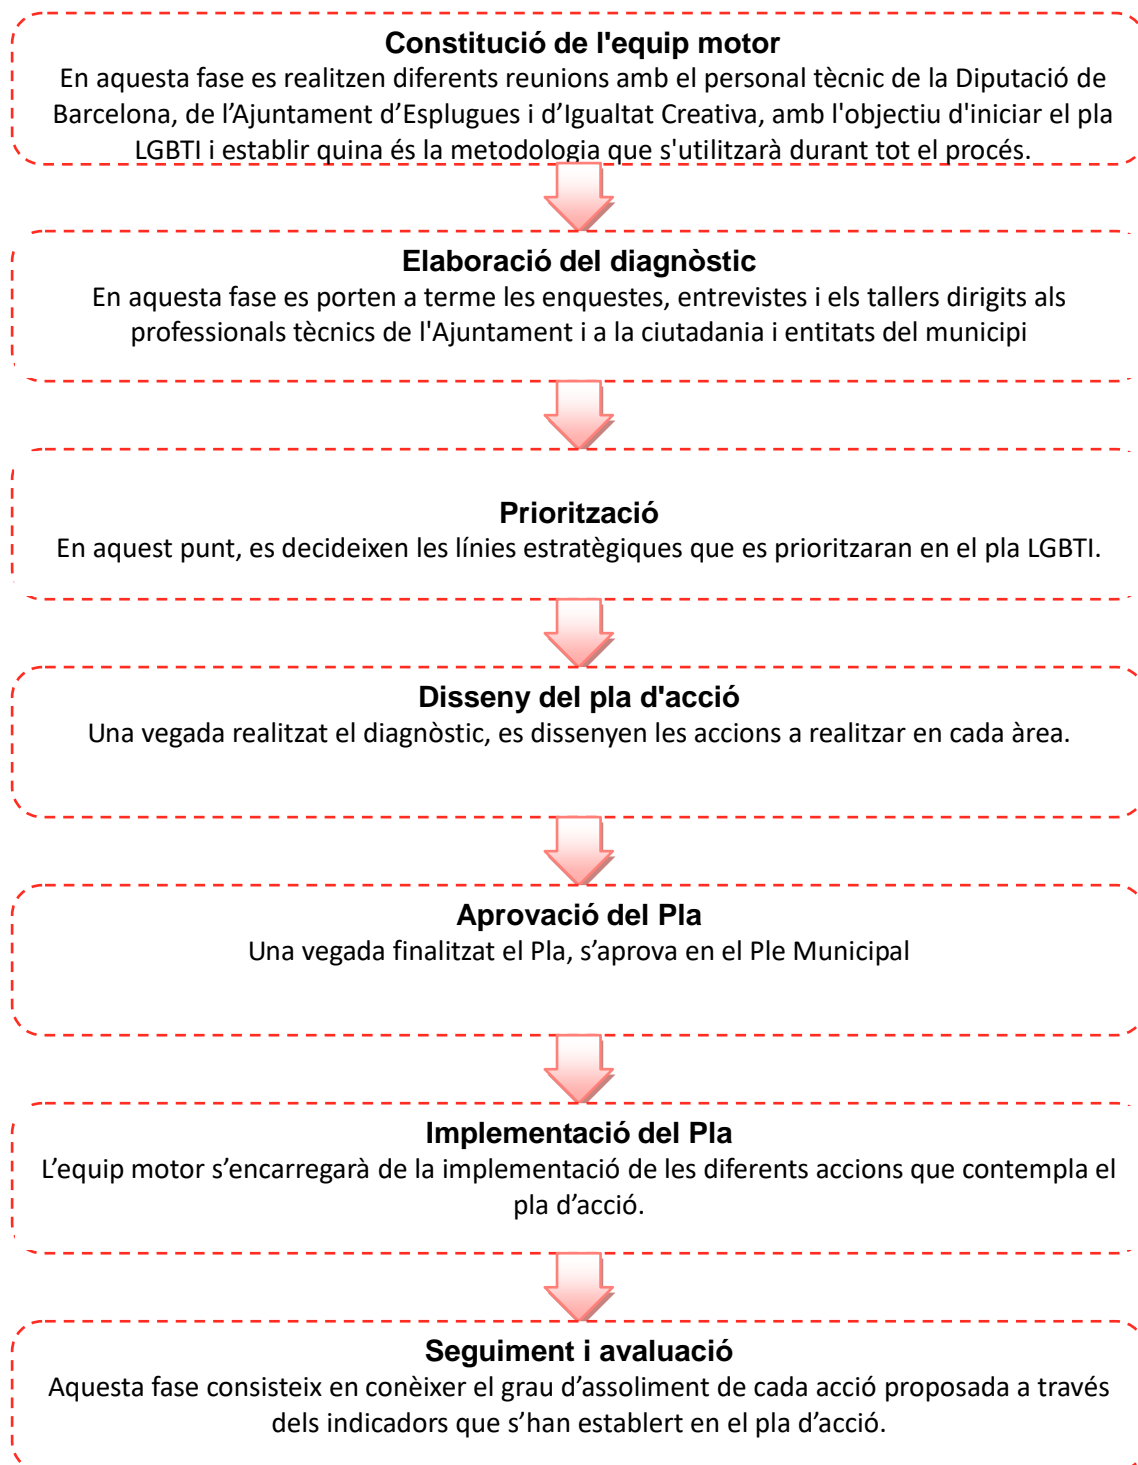 Constitució de l'equip motor
En aquesta fase es realitzen diferents reunions amb el personal tècnic de la Diputació de
Barcelona, de l’Ajuntament d’Esplugues i d’Igualtat Creativa, amb l'objectiu d'iniciar el pla
LGBTI i establir quina és la metodologia que s'utilitzarà durant tot el procés.
Elaboració del diagnòstic
En aquesta fase es porten a terme les enquestes, entrevistes i els tallers dirigits als
professionals tècnics de l'Ajuntament i a la ciutadania i entitats del municipi
Priorització
En aquest punt, es decideixen les línies estratègiques que es prioritzaran en el pla LGBTI.
Disseny del pla d'acció
Una vegada realitzat el diagnòstic, es dissenyen les accions a realitzar en cada àrea.
Aprovació del Pla
Una vegada finalitzat el Pla, s’aprova en el Ple Municipal
Implementació del Pla
L’equip motor s’encarregarà de la implementació de les diferents accions que contempla el
pla d’acció.
Seguiment i avaluació
Aquesta fase consisteix en conèixer el grau d’assoliment de cada acció proposada a través
dels indicadors que s’han establert en el pla d’acció.